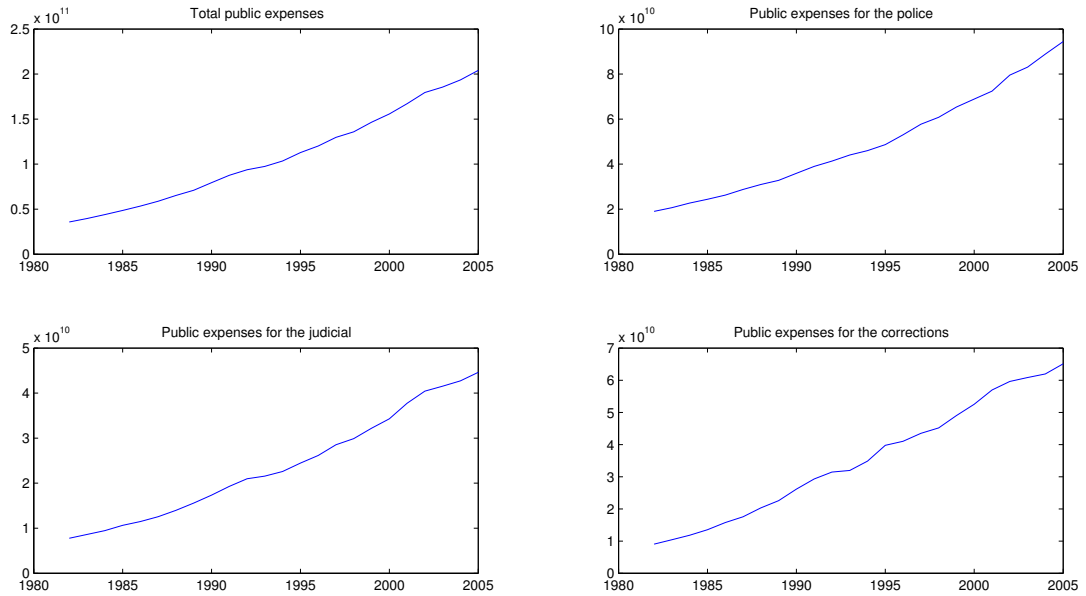 Total public expenses
x 10^11
2.5
2
1.5
1
0.5
0
1980 1985 1990 1995 2000 2005
Public expenses for the police
x 10^10
10
8
6
4
2
0
1980 1985 1990 1995 2000 2005
Public expenses for the judicial
x 10^10
5
4
3
2
1
0
1980 1985 1990 1995 2000 2005
Public expenses for the corrections
x 10^10
7
6
5
4
3
2
1
0
1980 1985 1990 1995 2000 2005